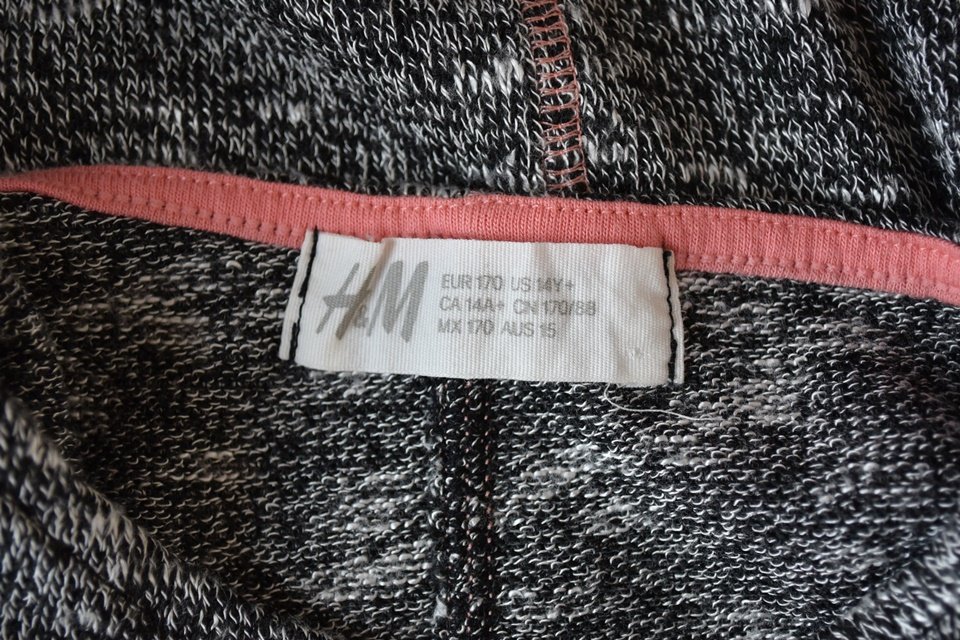 H&M
EUR 170 US 14Y+
CA 14A+ CN 170/88
MX 170 AUS 15